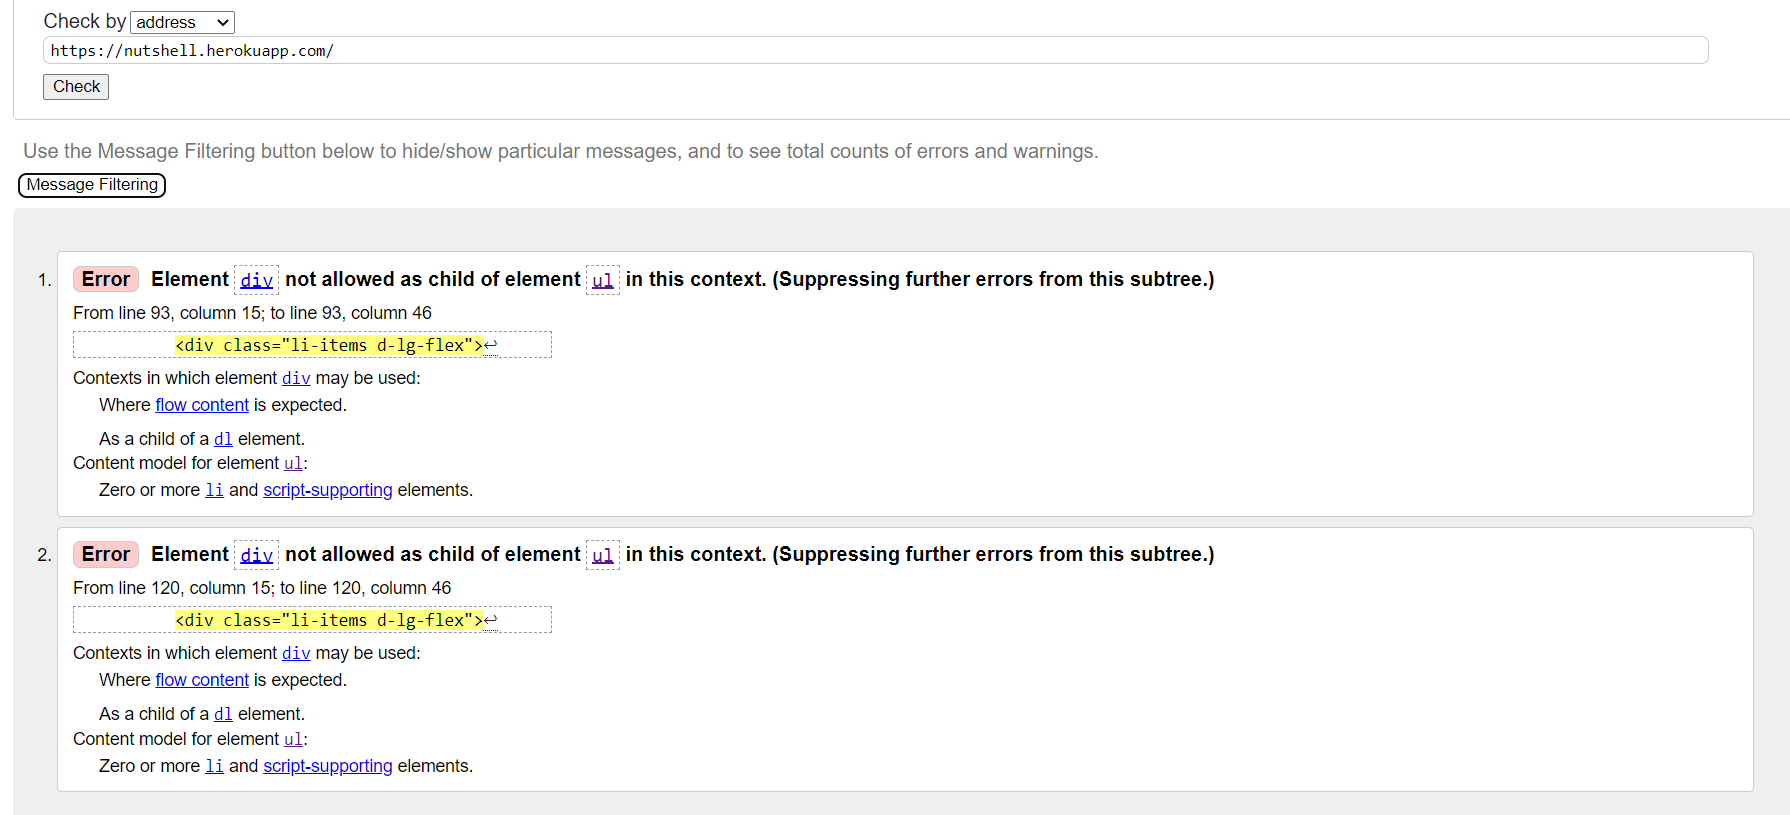 Check by address
https://nutshell.herokuapp.com/
Check
Use the Message Filtering button below to hide/show particular messages, and to see total counts of errors and warnings.
Message Filtering
1. Error Element div not allowed as child of element ul in this context. (Suppressing further errors from this subtree.)
From line 93, column 15; to line 93, column 46
<div class="li-items d-lg-flex">↩
Contexts in which element div may be used:
Where flow content is expected.
As a child of a dl element.
Content model for element ul:
Zero or more li and script-supporting elements.
2. Error Element div not allowed as child of element ul in this context. (Suppressing further errors from this subtree.)
From line 120, column 15; to line 120, column 46
<div class="li-items d-lg-flex">↩
Contexts in which element div may be used:
Where flow content is expected.
As a child of a dl element.
Content model for element ul:
Zero or more li and script-supporting elements.